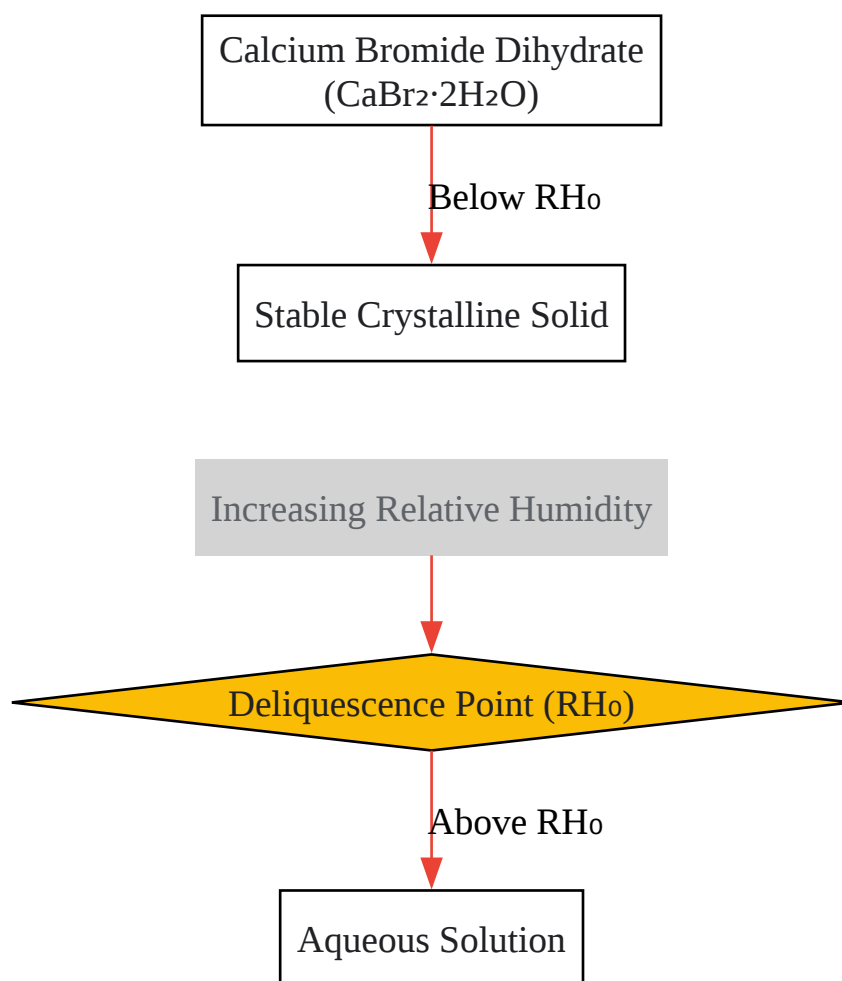 Calcium Bromide Dihydrate
(CaBr₂·2H₂O)
Below RH₀
Stable Crystalline Solid
Increasing Relative Humidity
Deliquescence Point (RH₀)
Above RH₀
Aqueous Solution